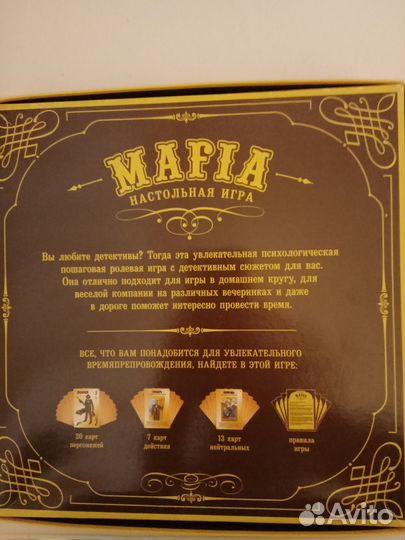 MAFIA
НАСТОЛЬНАЯ ИГРА
Вы любите детективы? Тогда эта увлекательная психологическая
пошаговая ролевая игра с детективным сюжетом для вас.
Она отлично подходит для игры в домашнем кругу, для
веселой компании на различных вечеринках и даже
в дороге поможет интересно провести время.
ВСЕ, ЧТО ВАМ ПОНАДОБИТСЯ ДЛЯ УВЛЕКАТЕЛЬНОГО
ВРЕМЯПРЕПРОВОЖДЕНИЯ, НАЙДЕТЕ В ЭТОЙ ИГРЕ:
20 карт
персонажей
7 карт
действия
13 карт
нейтральных
правила
игры
Avito